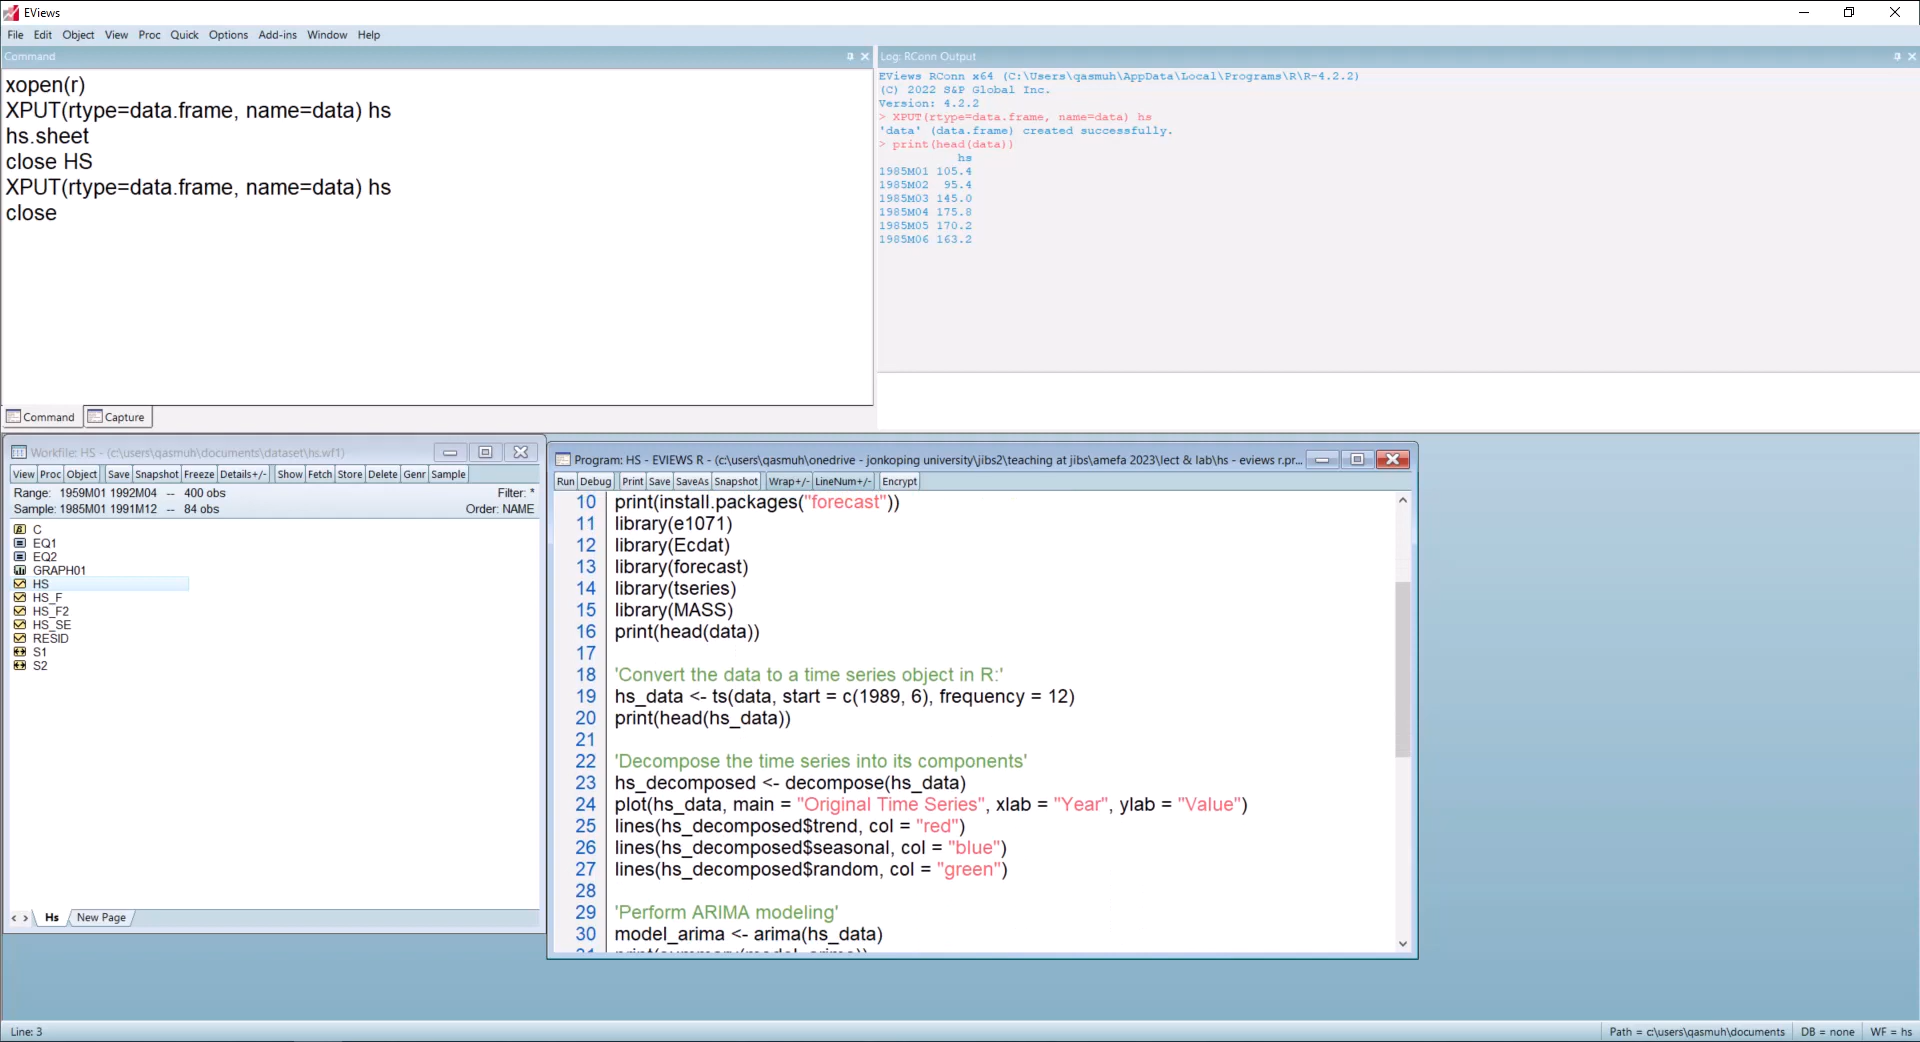 EViews
File Edit Object View Proc Quick Options Add-ins Window Help
Command
xopen(r)
XPUT(rtype=data.frame, name=data) hs
hs.sheet
close HS
XPUT(rtype=data.frame, name=data) hs
close
Command Capture
Log: RConn Output
EViews RConn x64 (C:\Users\qasmuh\AppData\Local\Programs\R\R-4.2.2)
(C) 2022 S&P Global Inc.
Version: 4.2.2
> XPUT(rtype=data.frame, name=data) hs
'data' (data.frame) created successfully.
> print(head(data))
hs
1985M01 105.4
1985M02 95.4
1985M03 145.0
1985M04 175.8
1985M05 170.2
1985M06 163.2
Workfile: HS - (c:\users\qasmuh\documents\dataset\hs.wf1)
View Proc Object Save Snapshot Freeze Details+/- Show Fetch Store Delete Genr Sample
Range: 1959M01 1992M04 -- 400 obs Filter: *
Sample: 1985M01 1991M12 -- 84 obs Order: NAME
C
EQ1
EQ2
GRAPH01
HS
HS_F
HS_F2
HS_SE
RESID
S1
S2
< > Hs New Page
Program: HS - EVIEWS R - (c:\users\qasmuh\onedrive - jonkoping university\jibs2\teaching at jibs\amefa 2023\lect & lab\hs - eviews r.pr...
Run Debug Print Save SaveAs Snapshot Wrap+/- LineNum+/- Encrypt
10 print(install.packages("forecast"))
11 library(e1071)
12 library(Ecdat)
13 library(forecast)
14 library(tseries)
15 library(MASS)
16 print(head(data))
17
18 'Convert the data to a time series object in R:'
19 hs_data <- ts(data, start = c(1989, 6), frequency = 12)
20 print(head(hs_data))
21
22 'Decompose the time series into its components'
23 hs_decomposed <- decompose(hs_data)
24 plot(hs_data, main = "Original Time Series", xlab = "Year", ylab = "Value")
25 lines(hs_decomposed$trend, col = "red")
26 lines(hs_decomposed$seasonal, col = "blue")
27 lines(hs_decomposed$random, col = "green")
28
29 'Perform ARIMA modeling'
30 model_arima <- arima(hs_data)
31 print(summary(model_arima))
Line: 3
Path = c:\users\qasmuh\documents DB = none WF = hs